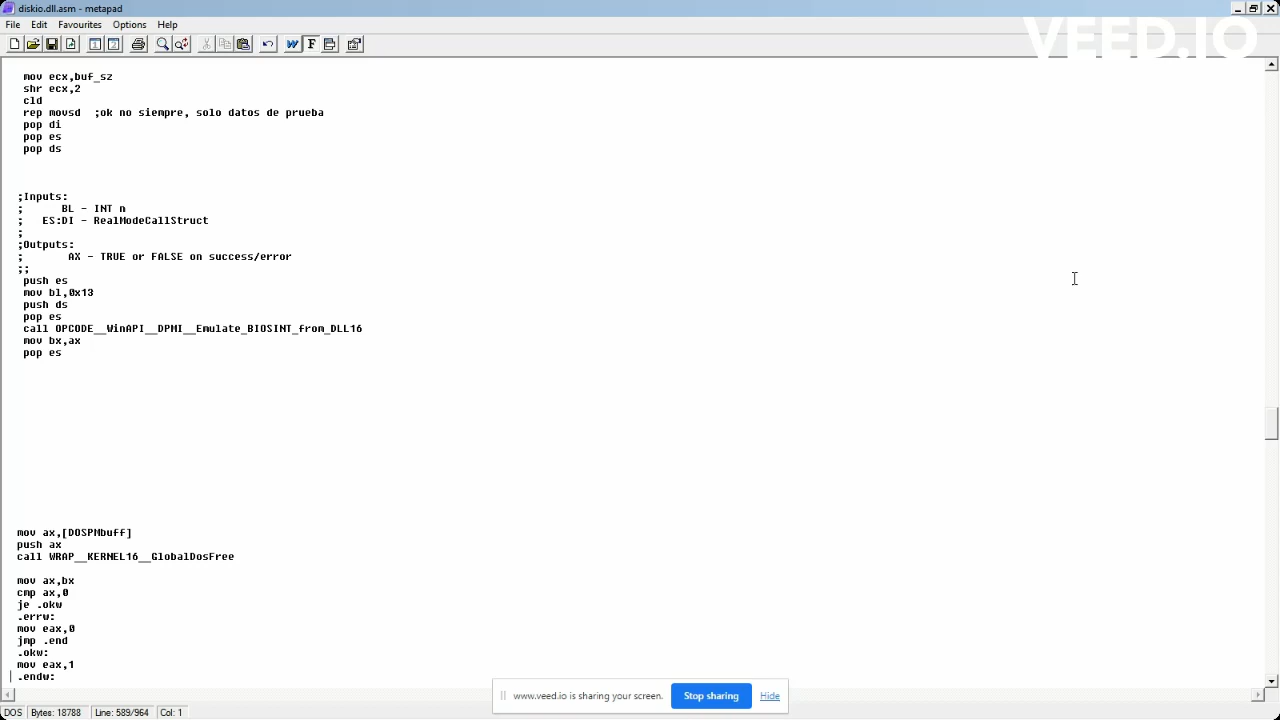 diskio.dll.asm - metapad
File Edit Favourites Options Help
VEED.IO
mov ecx,buf_sz
shr ecx,2
cld
rep movsd ;ok no siempre, solo datos de prueba
pop di
pop es
pop ds
;Inputs:
; BL - INT n
; ES:DI - RealModeCallStruct
;
;Outputs:
; AX - TRUE or FALSE on success/error
;;
push es
mov bl,0x13
push ds
pop es
call OPCODE__WinAPI__DPMI__Emulate_BIOSINT_from_DLL16
mov bx,ax
pop es
mov ax,[DOSPMbuff]
push ax
call WRAP__KERNEL16__GlobalDosFree
mov ax,bx
cmp ax,0
je .okw
.errw:
mov eax,0
jmp .end
.okw:
mov eax,1
.endw:
www.veed.io is sharing your screen. Stop sharing Hide
DOS Bytes: 18788 Line: 589/964 Col: 1